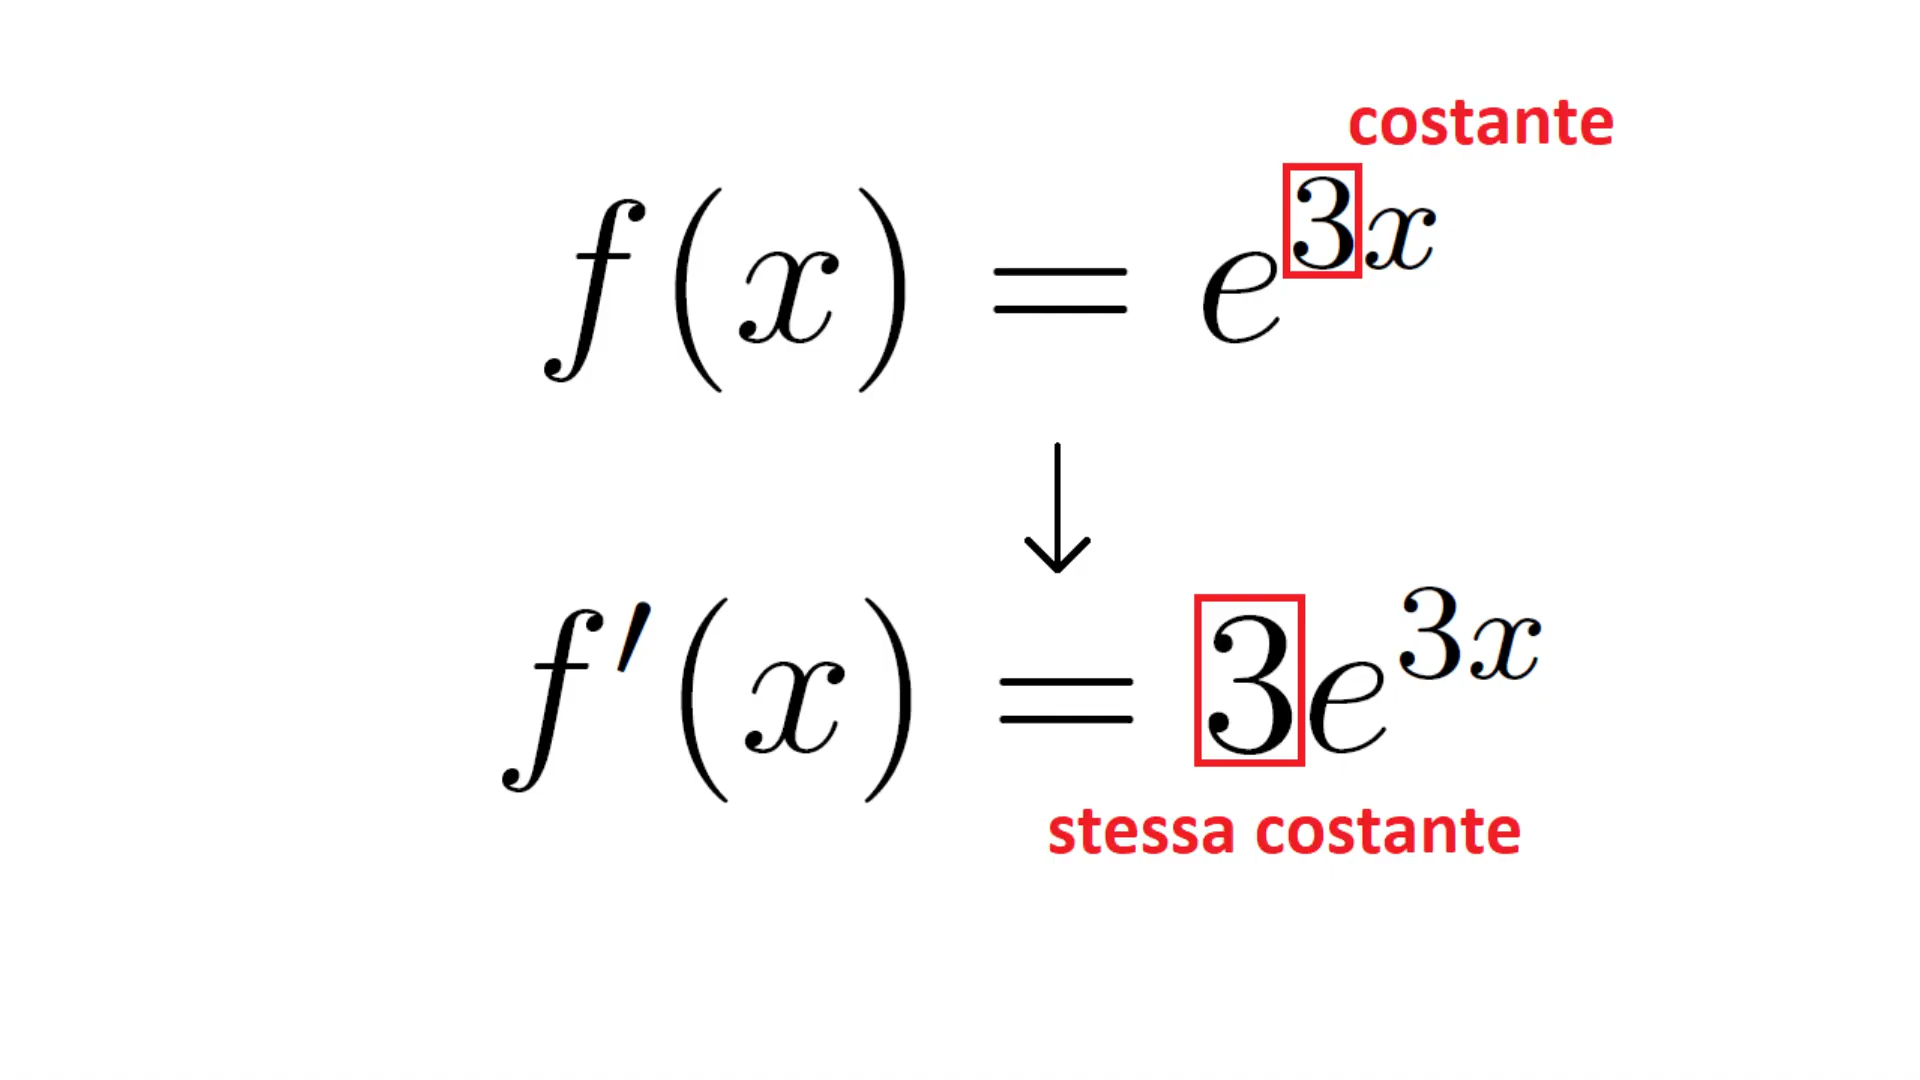 costante
f(x) = e^{3x}
↓
f'(x) = 3e^{3x}
stessa costante